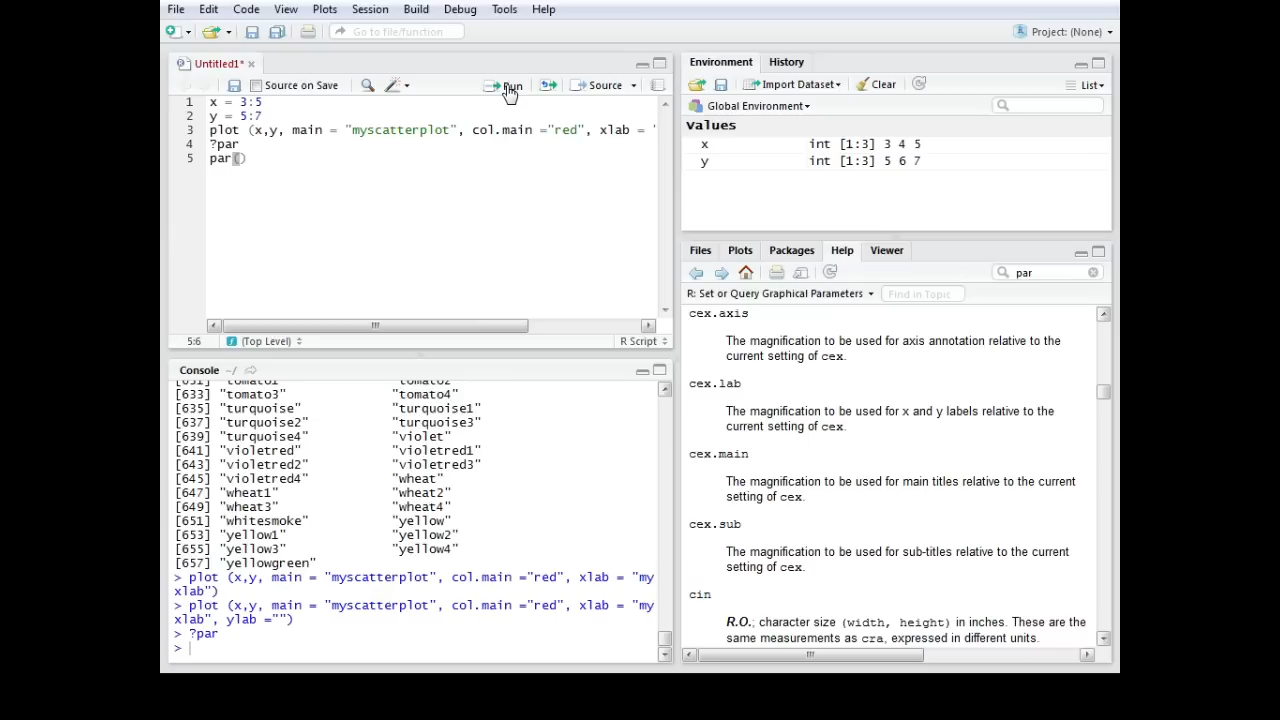 File Edit Code View Plots Session Build Debug Tools Help
Go to file/function
Project: (None)
Untitled1*
Source on Save
Run
Source
1 x = 3:5
2 y = 5:7
3 plot (x,y, main = "myscatterplot", col.main ="red", xlab = "
4 ?par
5 par()
5:6 (Top Level) R Script
Console ~/
[631] "tomato1" "tomato2"
[633] "tomato3" "tomato4"
[635] "turquoise" "turquoise1"
[637] "turquoise2" "turquoise3"
[639] "turquoise4" "violet"
[641] "violetred" "violetred1"
[643] "violetred2" "violetred3"
[645] "violetred4" "wheat"
[647] "wheat1" "wheat2"
[649] "wheat3" "wheat4"
[651] "whitesmoke" "yellow"
[653] "yellow1" "yellow2"
[655] "yellow3" "yellow4"
[657] "yellowgreen"
> plot (x,y, main = "myscatterplot", col.main ="red", xlab = "my
xlab")
> plot (x,y, main = "myscatterplot", col.main ="red", xlab = "my
xlab", ylab ="")
> ?par
>
Environment History
Import Dataset Clear List
Global Environment
Values
x int [1:3] 3 4 5
y int [1:3] 5 6 7
Files Plots Packages Help Viewer
par
R: Set or Query Graphical Parameters Find in Topic
cex.axis
The magnification to be used for axis annotation relative to the
current setting of cex.
cex.lab
The magnification to be used for x and y labels relative to the
current setting of cex.
cex.main
The magnification to be used for main titles relative to the current
setting of cex.
cex.sub
The magnification to be used for sub-titles relative to the current
setting of cex.
cin
R.O.; character size (width, height) in inches. These are the
same measurements as cra, expressed in different units.